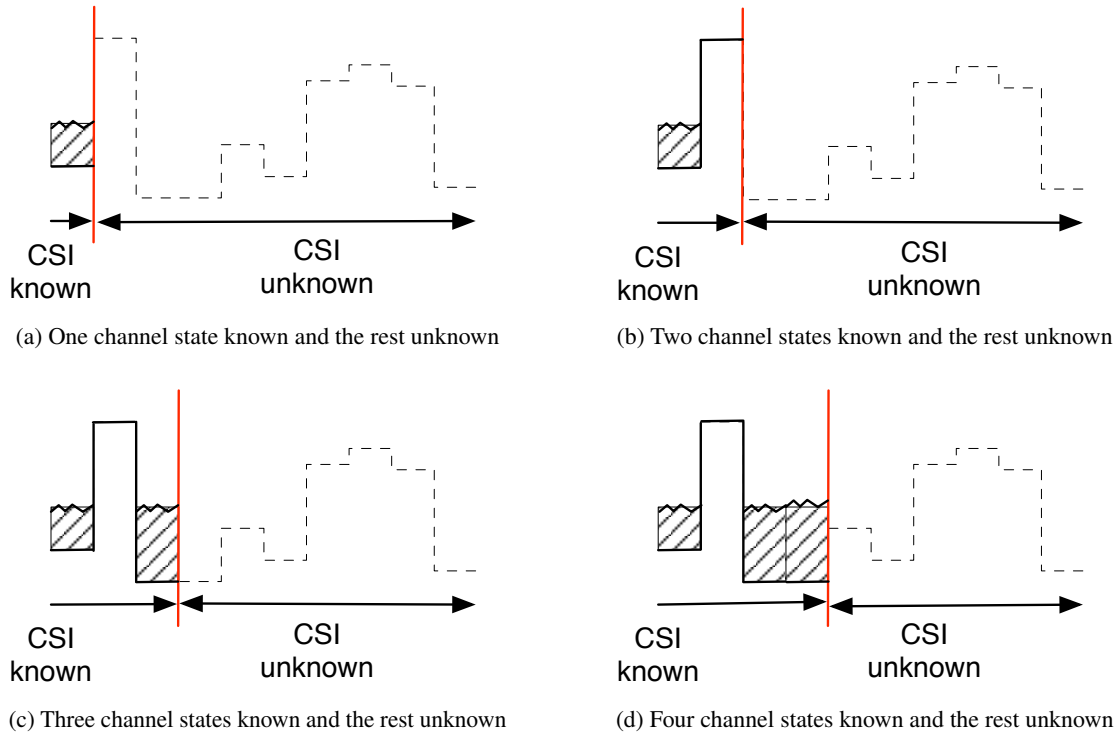 CSI
known
CSI
unknown
(a) One channel state known and the rest unknown
CSI
known
CSI
unknown
(b) Two channel states known and the rest unknown
CSI
known
CSI
unknown
(c) Three channel states known and the rest unknown
CSI
known
CSI
unknown
(d) Four channel states known and the rest unknown